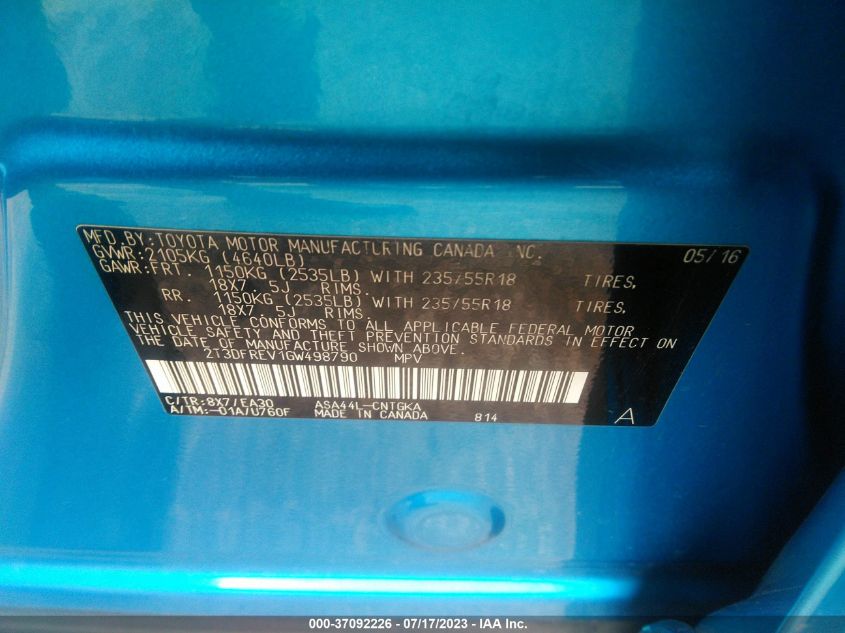 MFD. BY: TOYOTA MOTOR MANUFACTURING CANADA INC. 05/16
GVWR: 2105KG (4640LB)
GAWR: FRT. 1150KG (2535LB) WITH 235/55R18 TIRES,
18X7 .5J RIMS.
RR. 1150KG (2535LB) WITH 235/55R18 TIRES,
18X7 .5J RIMS.
THIS VEHICLE CONFORMS TO ALL APPLICABLE FEDERAL MOTOR
VEHICLE SAFETY AND THEFT PREVENTION STANDARDS IN EFFECT ON
THE DATE OF MANUFACTURE SHOWN ABOVE.
2T3DFREV1GW498790 MPV
C/TR: 8X7/EA30 ASA44L-CNTGKA
A/TM: -01A/U760F MADE IN CANADA 814 A
000-37092226 - 07/17/2023 - IAA Inc.